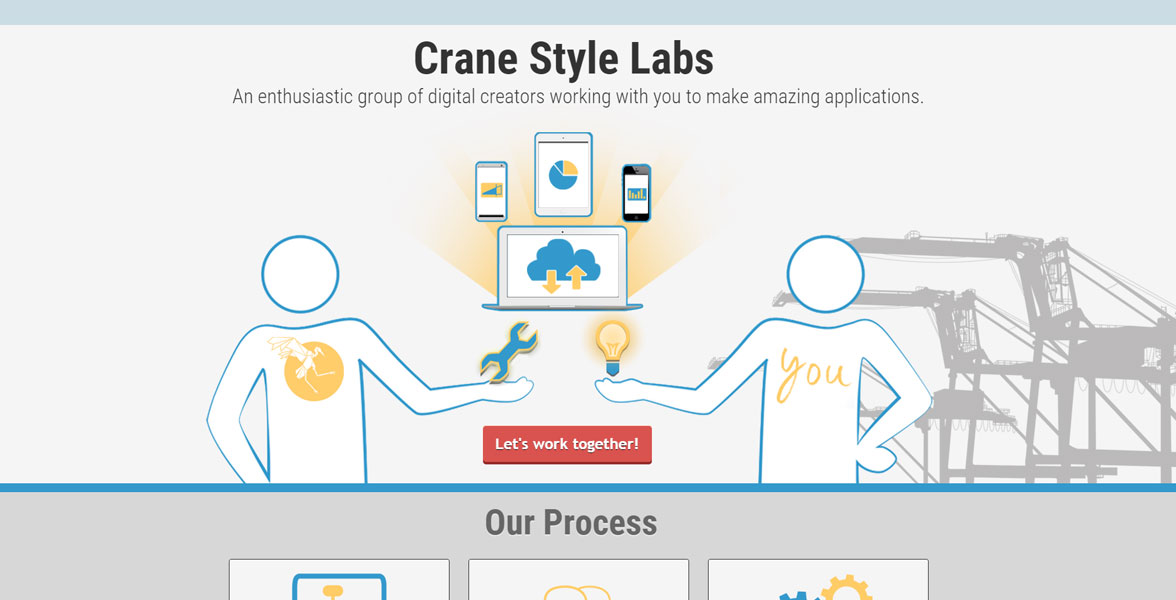 Crane Style Labs
An enthusiastic group of digital creators working with you to make amazing applications.
you
Let's work together!
Our Process